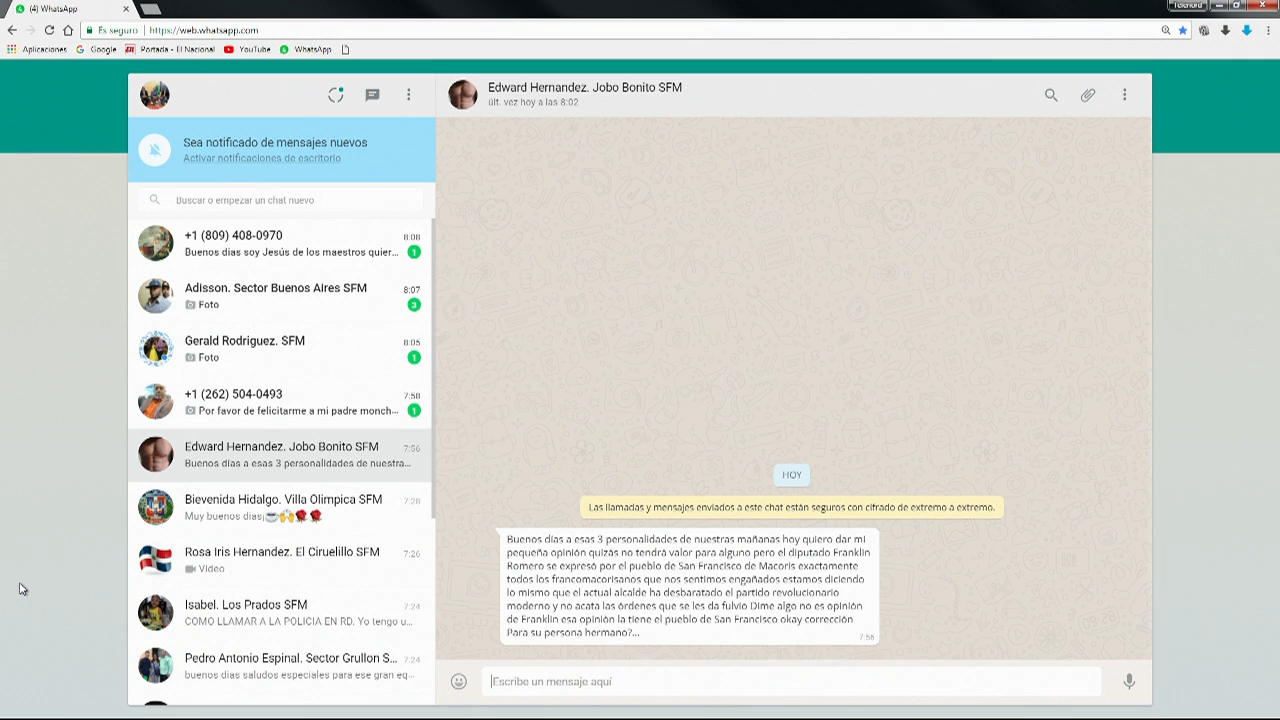 (4) WhatsApp
Telenord
Es seguro
https://web.whatsapp.com
Aplicaciones
Google
Portada - El Nacional
YouTube
WhatsApp
Edward Hernandez. Jobo Bonito SFM
últ. vez hoy a las 8:02
Sea notificado de mensajes nuevos
Activar notificaciones de escritorio
Buscar o empezar un chat nuevo
+1 (809) 408-0970
8:08
Buenos dias soy Jesús de los maestros quier...
1
Adisson. Sector Buenos Aires SFM
8:07
Foto
3
Gerald Rodriguez. SFM
8:05
Foto
1
+1 (262) 504-0493
7:58
Por favor de felicitarme a mi padre monch...
1
Edward Hernandez. Jobo Bonito SFM
7:56
Buenos días a esas 3 personalidades de nuestra...
Bievenida Hidalgo. Villa Olimpica SFM
7:28
Muy buenos dias¡☕🙌🌹🌹
Rosa Iris Hernandez. El Ciruelillo SFM
7:26
Vídeo
Isabel. Los Prados SFM
7:24
COMO LLAMAR A LA POLICIA EN RD. Yo tengo u...
Pedro Antonio Espinal. Sector Grullon S...
7:24
buenos dias saludos especiales para ese gran eq...
HOY
Las llamadas y mensajes enviados a este chat están seguros con cifrado de extremo a extremo.
Buenos días a esas 3 personalidades de nuestras mañanas hoy quiero dar mi
pequeña opinión quizás no tendrá valor para alguno pero el diputado Franklin
Romero se expresó por el pueblo de San Francisco de Macorís exactamente
todos los francomacorisanos que nos sentimos engañados estamos diciendo
lo mismo que el actual alcalde ha desbaratado el partido revolucionario
moderno y no acata las órdenes que se les da fulvio Dime algo no es opinión
de Franklin esa opinión la tiene el pueblo de San Francisco okay corrección
Para su persona hermano?...
7:56
Escribe un mensaje aquí